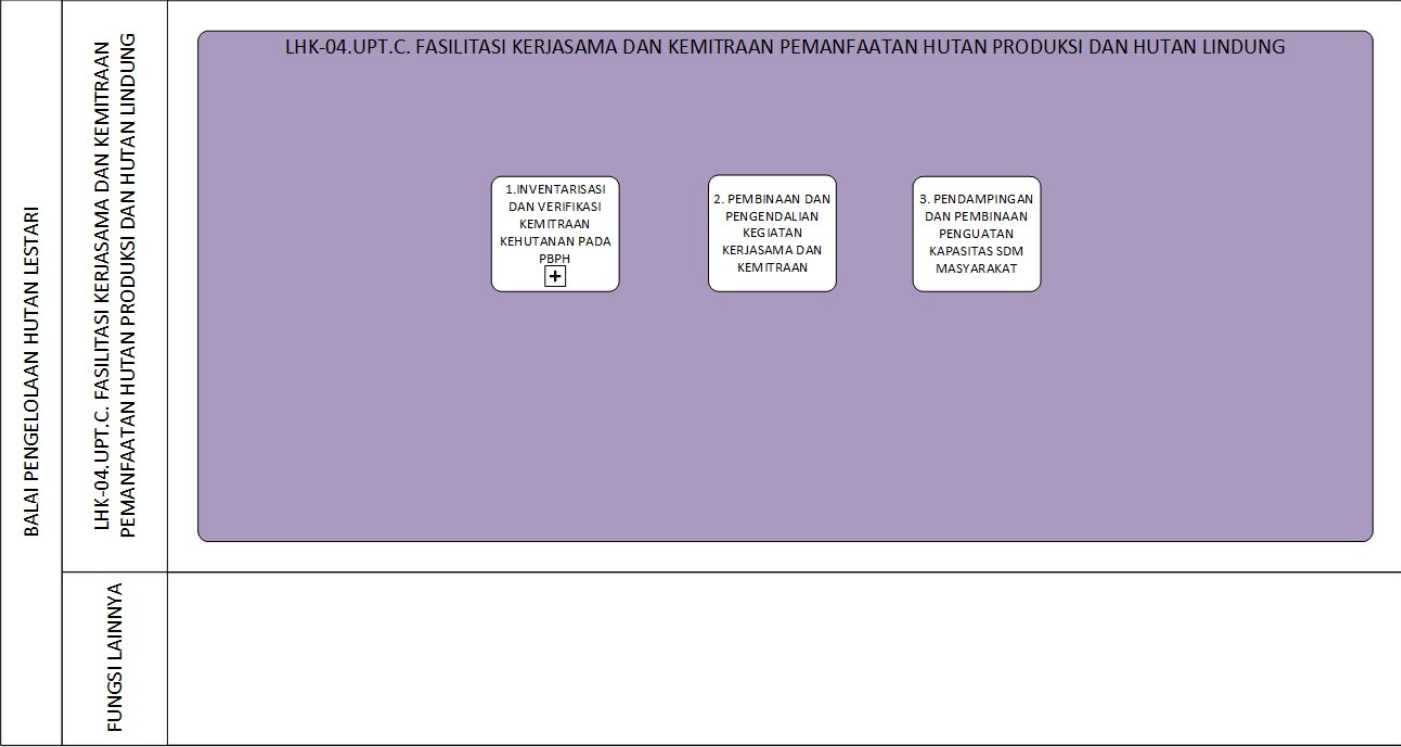 BALAI PENGELOLAAN HUTAN LESTARI
LHK-04.UPT.C. FASILITASI KERJASAMA DAN KEMITRAAN
PEMANFAATAN HUTAN PRODUKSI DAN HUTAN LINDUNG
LHK-04.UPT.C. FASILITASI KERJASAMA DAN KEMITRAAN PEMANFAATAN HUTAN PRODUKSI DAN HUTAN LINDUNG
1.INVENTARISASI
DAN VERIFIKASI
KEMITRAAN
KEHUTANAN PADA
PBPH
2. PEMBINAAN DAN
PENGENDALIAN
KEGIATAN
KERJASAMA DAN
KEMITRAAN
3. PENDAMPINGAN
DAN PEMBINAAN
PENGUATAN
KAPASITAS SDM
MASYARAKAT
FUNGSI LAINNYA